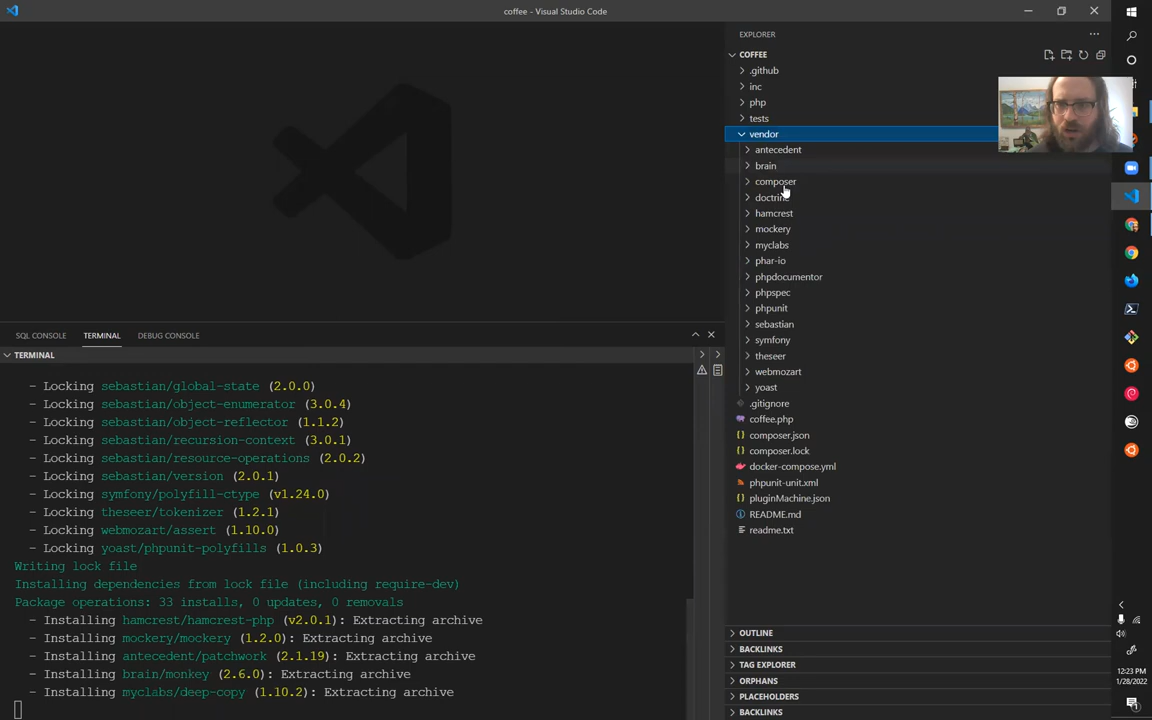 coffee - Visual Studio Code
EXPLORER
COFFEE
.github
inc
php
tests
vendor
antecedent
brain
composer
doctrine
hamcrest
mockery
myclabs
phar-io
phpdocumentor
phpspec
phpunit
sebastian
symfony
theseer
webmozart
yoast
.gitignore
coffee.php
composer.json
composer.lock
docker-compose.yml
phpunit-unit.xml
pluginMachine.json
README.md
readme.txt
OUTLINE
BACKLINKS
TAG EXPLORER
ORPHANS
PLACEHOLDERS
BACKLINKS
SQL CONSOLE TERMINAL DEBUG CONSOLE
TERMINAL
- Locking sebastian/global-state (2.0.0)
- Locking sebastian/object-enumerator (3.0.4)
- Locking sebastian/object-reflector (1.1.2)
- Locking sebastian/recursion-context (3.0.1)
- Locking sebastian/resource-operations (2.0.2)
- Locking sebastian/version (2.0.1)
- Locking symfony/polyfill-ctype (v1.24.0)
- Locking theseer/tokenizer (1.2.1)
- Locking webmozart/assert (1.10.0)
- Locking yoast/phpunit-polyfills (1.0.3)
Writing lock file
Installing dependencies from lock file (including require-dev)
Package operations: 33 installs, 0 updates, 0 removals
- Installing hamcrest/hamcrest-php (v2.0.1): Extracting archive
- Installing mockery/mockery (1.2.0): Extracting archive
- Installing antecedent/patchwork (2.1.19): Extracting archive
- Installing brain/monkey (2.6.0): Extracting archive
- Installing myclabs/deep-copy (1.10.2): Extracting archive
12:23 PM
1/28/2022